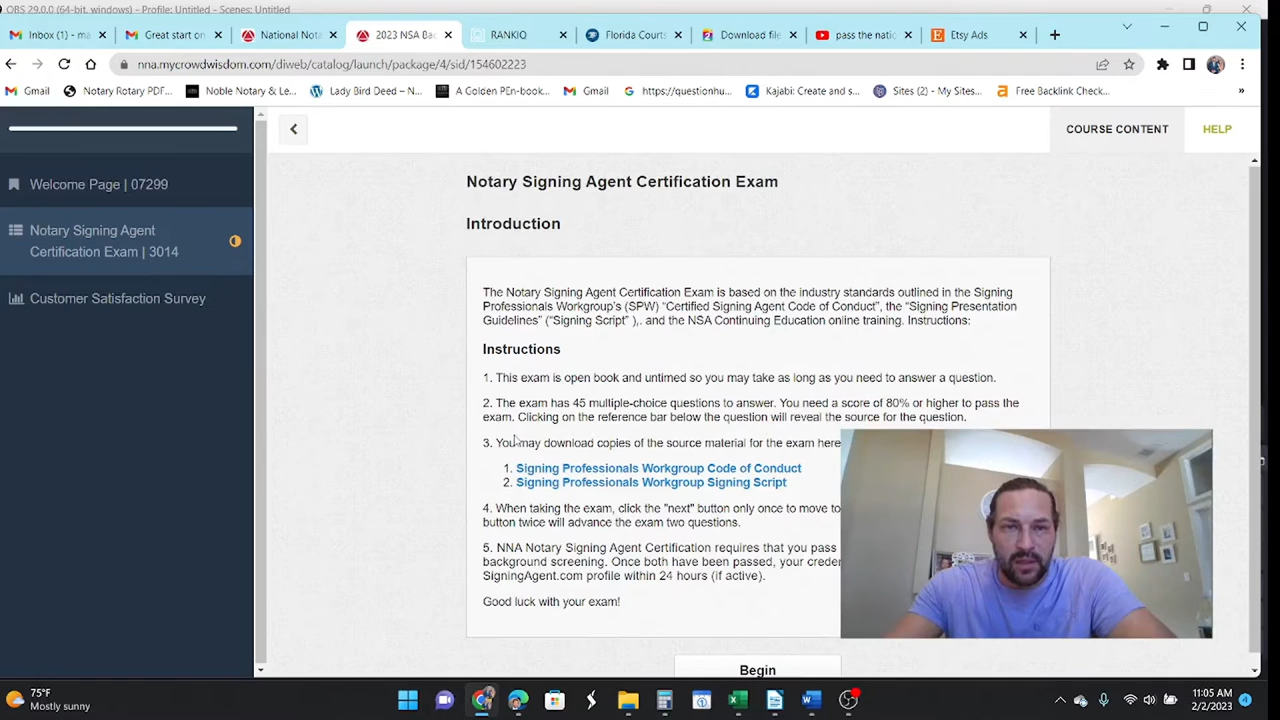 OBS 29.0.0 (64-bit, windows) - Profile: Untitled - Scenes: Untitled
Inbox (1) - ma
Great start on
National Nota
2023 NSA Bac
RANKIQ
Florida Courts
Download file
pass the nation
Etsy Ads
nna.mycrowdwisdom.com/diweb/catalog/launch/package/4/sid/154602223
Gmail
Notary Rotary PDF...
Noble Notary & Le...
Lady Bird Deed – N...
A Golden PEn-book...
Gmail
https://questionhu...
Kajabi: Create and s...
Sites (2) - My Sites...
Free Backlink Check...
COURSE CONTENT
HELP
Welcome Page | 07299
Notary Signing Agent
Certification Exam | 3014
Customer Satisfaction Survey
Notary Signing Agent Certification Exam
Introduction
The Notary Signing Agent Certification Exam is based on the industry standards outlined in the Signing
Professionals Workgroup's (SPW) “Certified Signing Agent Code of Conduct”, the “Signing Presentation
Guidelines” (“Signing Script” ),. and the NSA Continuing Education online training. Instructions:
Instructions
1. This exam is open book and untimed so you may take as long as you need to answer a question.
2. The exam has 45 multiple-choice questions to answer. You need a score of 80% or higher to pass the
exam. Clicking on the reference bar below the question will reveal the source for the question.
3. You may download copies of the source material for the exam here
1. Signing Professionals Workgroup Code of Conduct
2. Signing Professionals Workgroup Signing Script
4. When taking the exam, click the "next" button only once to move to
button twice will advance the exam two questions.
5. NNA Notary Signing Agent Certification requires that you pass
background screening. Once both have been passed, your creder
SigningAgent.com profile within 24 hours (if active).
Good luck with your exam!
Begin
75°F
Mostly sunny
11:05 AM
2/2/2023